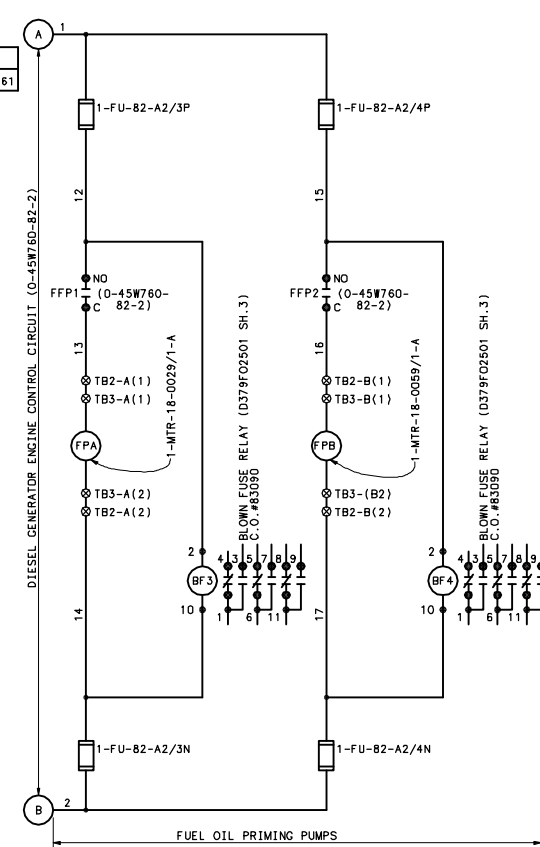 A
1
61
1-FU-82-A2/3P
1-FU-82-A2/4P
12
15
DIESEL GENERATOR ENGINE CONTROL CIRCUIT (0-45W760-82-2)
NO
FFP1
(0-45W760-
82-2)
C
NO
FFP2
(0-45W760-
82-2)
C
13
16
TB2-A(1)
TB3-A(1)
TB2-B(1)
TB3-B(1)
FPA
1-MTR-18-0029/1-A
FPB
1-MTR-18-0059/1-A
TB3-A(2)
TB2-A(2)
TB3-(B2)
TB2-B(2)
BLOWN FUSE RELAY (D379F02501 SH.3)
C.O.#83090
BLOWN FUSE RELAY (D379F02501 SH.3)
C.O.#83090
2
BF3
10
4 3 5 7 8 9
1 6 11
2
BF4
10
4 3 5 7 8 9
1 6 11
14
17
1-FU-82-A2/3N
1-FU-82-A2/4N
B
2
FUEL OIL PRIMING PUMPS